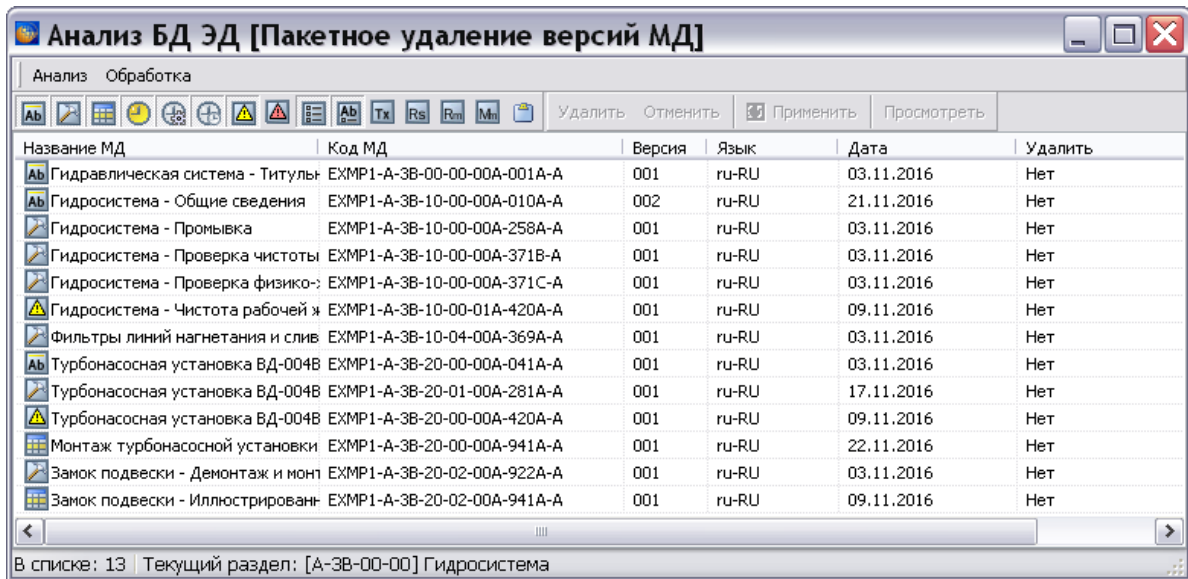 Анализ БД ЭД [Пакетное удаление версий МД]
Анализ Обработка
Ab Tx Rs Rm Mn Удалить Отменить Применить Просмотреть
Название МД Код МД Версия Язык Дата Удалить
Ab Гидравлическая система - Титульн EXMP1-A-3B-00-00-00A-001A-A 001 ru-RU 03.11.2016 Нет
Ab Гидросистема - Общие сведения EXMP1-A-3B-10-00-00A-010A-A 002 ru-RU 21.11.2016 Нет
Гидросистема - Промывка EXMP1-A-3B-10-00-00A-258A-A 001 ru-RU 03.11.2016 Нет
Гидросистема - Проверка чистоты EXMP1-A-3B-10-00-00A-371B-A 001 ru-RU 03.11.2016 Нет
Гидросистема - Проверка физико-х EXMP1-A-3B-10-00-00A-371C-A 001 ru-RU 03.11.2016 Нет
Гидросистема - Чистота рабочей ж EXMP1-A-3B-10-00-01A-420A-A 001 ru-RU 09.11.2016 Нет
Фильтры линий нагнетания и слив EXMP1-A-3B-10-04-00A-369A-A 001 ru-RU 03.11.2016 Нет
Ab Турбонасосная установка ВД-004В EXMP1-A-3B-20-00-00A-041A-A 001 ru-RU 03.11.2016 Нет
Турбонасосная установка ВД-004В EXMP1-A-3B-20-01-00A-281A-A 001 ru-RU 17.11.2016 Нет
Турбонасосная установка ВД-004В EXMP1-A-3B-20-00-00A-420A-A 001 ru-RU 09.11.2016 Нет
Монтаж турбонасосной установки EXMP1-A-3B-20-00-00A-941A-A 001 ru-RU 22.11.2016 Нет
Замок подвески - Демонтаж и монт EXMP1-A-3B-20-02-00A-922A-A 001 ru-RU 03.11.2016 Нет
Замок подвески - Иллюстрированн EXMP1-A-3B-20-02-00A-941A-A 001 ru-RU 09.11.2016 Нет
В списке: 13 Текущий раздел: [A-3B-00-00] Гидросистема